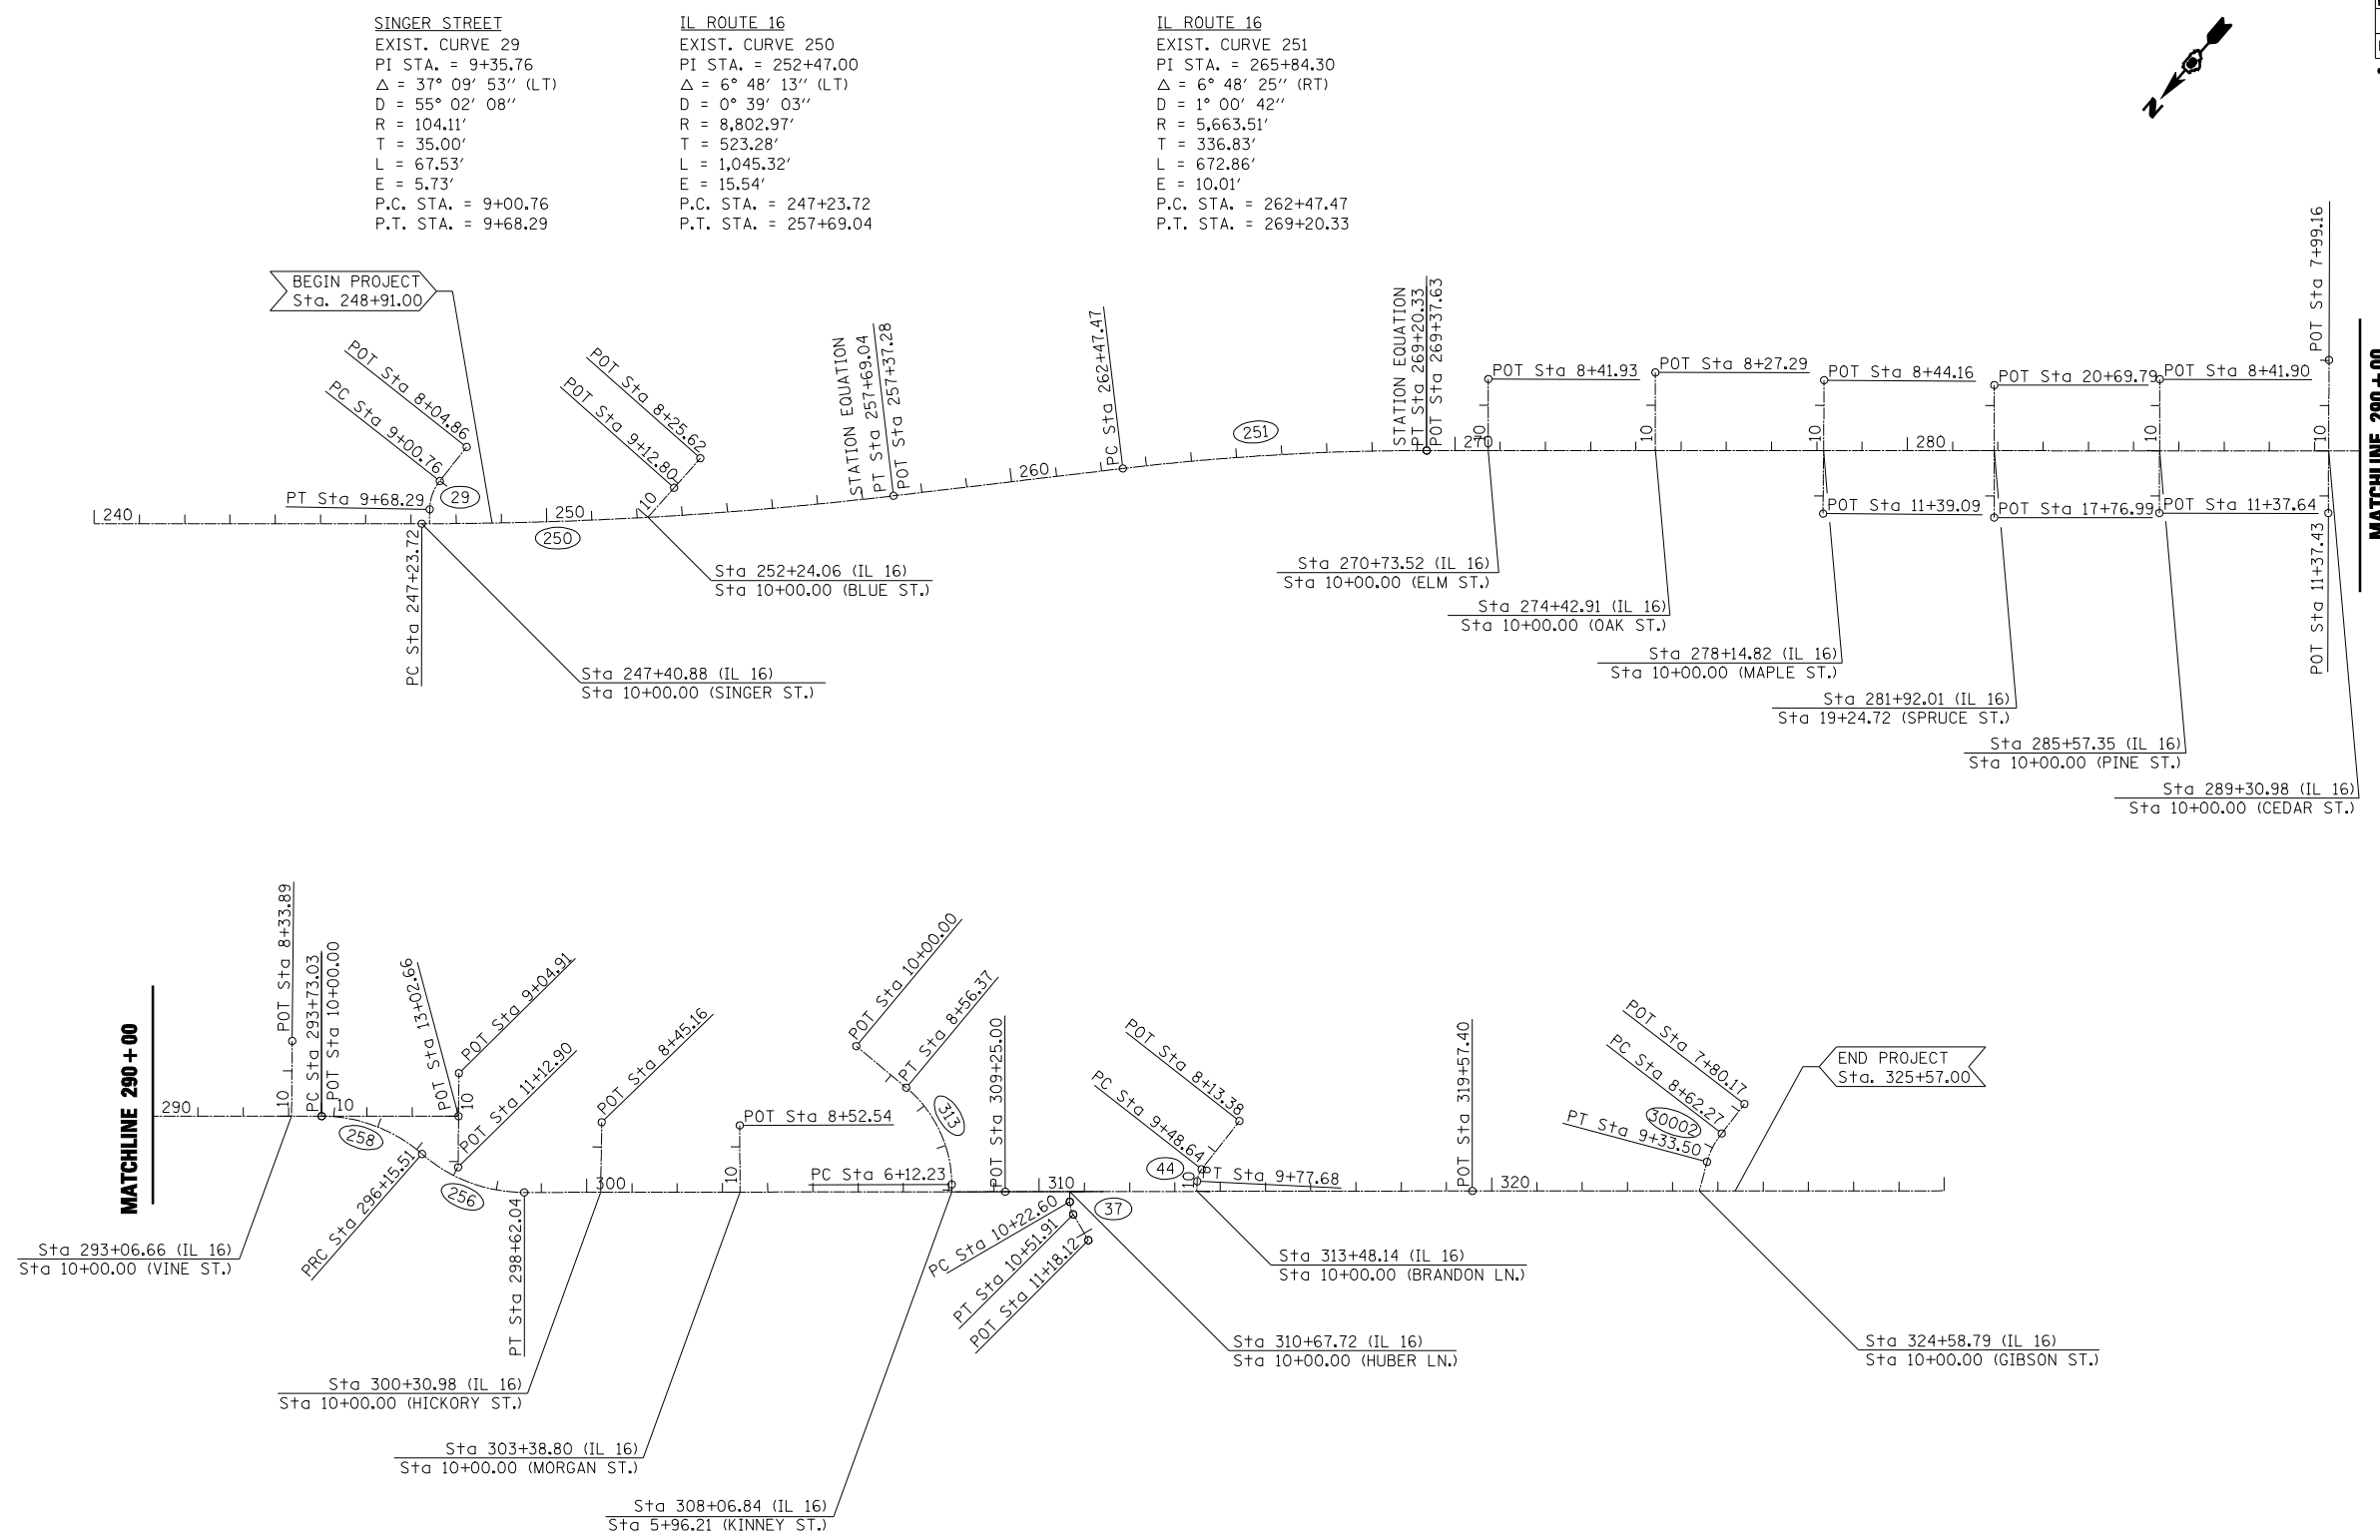 SINGER STREET
EXIST. CURVE 29
PI STA. = 9+35.76
Δ = 37° 09′ 53′′ (LT)
D = 55° 02′ 08′′
R = 104.11′
T = 35.00′
L = 67.53′
E = 5.73′
P.C. STA. = 9+00.76
P.T. STA. = 9+68.29
IL ROUTE 16
EXIST. CURVE 250
PI STA. = 252+47.00
Δ = 6° 48′ 13′′ (LT)
D = 0° 39′ 03′′
R = 8,802.97′
T = 523.28′
L = 1,045.32′
E = 15.54′
P.C. STA. = 247+23.72
P.T. STA. = 257+69.04
IL ROUTE 16
EXIST. CURVE 251
PI STA. = 265+84.30
Δ = 6° 48′ 25′′ (RT)
D = 1° 00′ 42′′
R = 5,663.51′
T = 336.83′
L = 672.86′
E = 10.01′
P.C. STA. = 262+47.47
P.T. STA. = 269+20.33
N
BEGIN PROJECT
Sta. 248+91.00
POT Sta 8+04.86
PC Sta 9+00.76
PT Sta 9+68.29
29
240
250
250
PC Sta 247+23.72
Sta 247+40.88 (IL 16)
Sta 10+00.00 (SINGER ST.)
POT Sta 8+25.62
POT Sta 9+12.80
10
Sta 252+24.06 (IL 16)
Sta 10+00.00 (BLUE ST.)
STATION EQUATION
PT Sta 257+69.04
POT Sta 257+37.28
260
PC Sta 262+47.47
251
STATION EQUATION
PT Sta 269+20.33
POT Sta 269+37.63
270
10
POT Sta 8+41.93
Sta 270+73.52 (IL 16)
Sta 10+00.00 (ELM ST.)
10
POT Sta 8+27.29
Sta 274+42.91 (IL 16)
Sta 10+00.00 (OAK ST.)
10
POT Sta 8+44.16
POT Sta 11+39.09
Sta 278+14.82 (IL 16)
Sta 10+00.00 (MAPLE ST.)
280
POT Sta 20+69.79
POT Sta 17+76.99
Sta 281+92.01 (IL 16)
Sta 19+24.72 (SPRUCE ST.)
10
POT Sta 8+41.90
POT Sta 11+37.64
Sta 285+57.35 (IL 16)
Sta 10+00.00 (PINE ST.)
10
POT Sta 7+99.16
POT Sta 11+37.43
Sta 289+30.98 (IL 16)
Sta 10+00.00 (CEDAR ST.)
MATCHLINE 290+00
MATCHLINE 290+00
290
10
POT Sta 8+33.89
Sta 293+06.66 (IL 16)
Sta 10+00.00 (VINE ST.)
PC Sta 293+73.03
POT Sta 10+00.00
10
258
PRC Sta 296+15.51
256
POT Sta 13+02.66
10
POT Sta 9+04.91
POT Sta 11+12.90
PT Sta 298+62.04
300
POT Sta 8+45.16
Sta 300+30.98 (IL 16)
Sta 10+00.00 (HICKORY ST.)
10
POT Sta 8+52.54
Sta 303+38.80 (IL 16)
Sta 10+00.00 (MORGAN ST.)
POT Sta 10+00.00
PT Sta 8+56.37
313
PC Sta 6+12.23
Sta 308+06.84 (IL 16)
Sta 5+96.21 (KINNEY ST.)
POT Sta 309+25.00
310
37
PC Sta 10+22.60
PT Sta 10+51.91
POT Sta 11+18.12
Sta 310+67.72 (IL 16)
Sta 10+00.00 (HUBER LN.)
POT Sta 8+13.38
PC Sta 9+48.64
44
PT Sta 9+77.68
10
Sta 313+48.14 (IL 16)
Sta 10+00.00 (BRANDON LN.)
POT Sta 319+57.40
320
POT Sta 7+80.17
PC Sta 8+62.27
30002
PT Sta 9+33.50
Sta 324+58.79 (IL 16)
Sta 10+00.00 (GIBSON ST.)
END PROJECT
Sta. 325+57.00